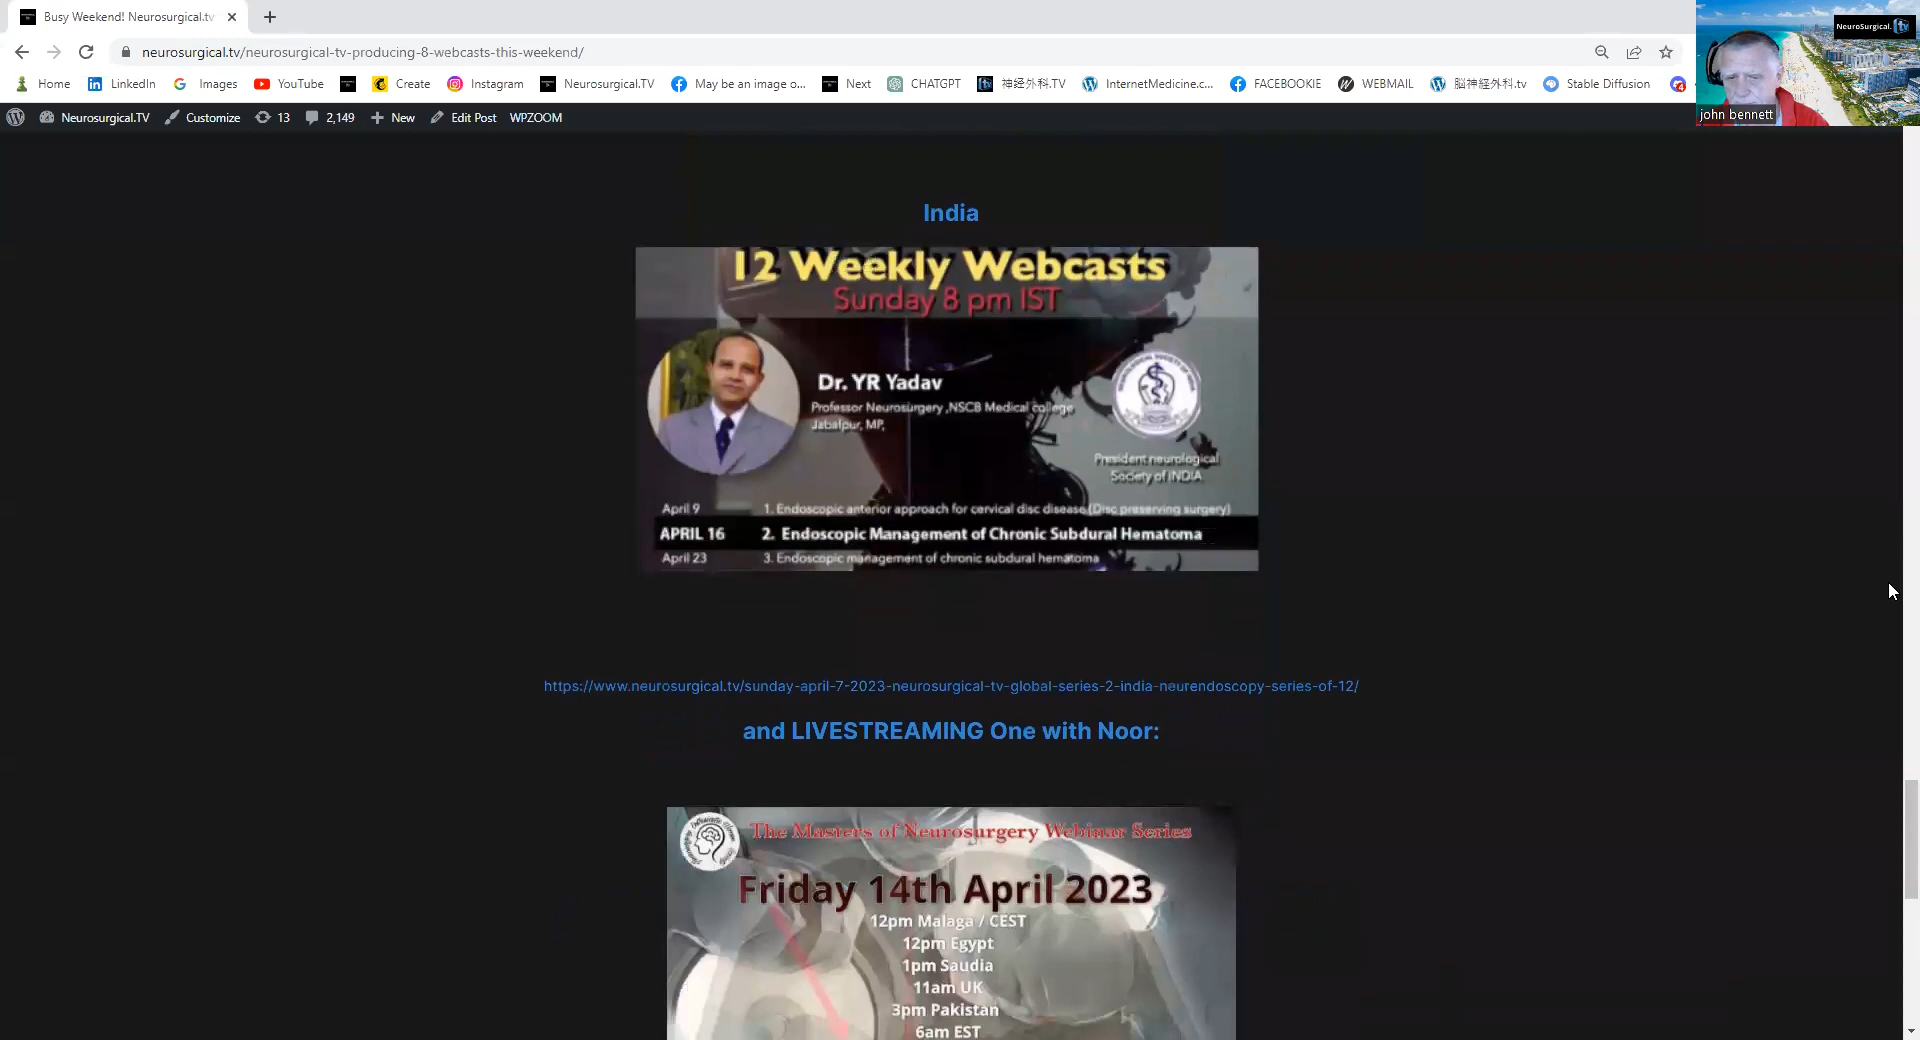 Busy Weekend! Neurosurgical.tv
neurosurgical.tv/neurosurgical-tv-producing-8-webcasts-this-weekend/
Home LinkedIn Images YouTube Create Instagram Neurosurgical.TV May be an image o... Next CHATGPT 神经外科.TV InternetMedicine.c... FACEBOOKIE WEBMAIL 脳神経外科.tv Stable Diffusion
Neurosurgical.TV Customize 13 2,149 New Edit Post WPZOOM
NeuroSurgical. tv
john bennett
India
12 Weekly Webcasts
Sunday 8 pm IST
Dr. YR Yadav
Professor Neurosurgery ,NSCB Medical college
Jabalpur, MP,
President neurological
Society of INDIA
April 9 1. Endoscopic anterior approach for cervical disc disease (Disc preserving surgery)
APRIL 16 2. Endoscopic Management of Chronic Subdural Hematoma
April 23 3. Endoscopic management of chronic subdural hematoma
https://www.neurosurgical.tv/sunday-april-7-2023-neurosurgical-tv-global-series-2-india-neurendoscopy-series-of-12/
and LIVESTREAMING One with Noor:
The Masters of Neurosurgery Webinar Series
Friday 14th April 2023
12pm Malaga / CEST
12pm Egypt
1pm Saudia
11am UK
3pm Pakistan
6am EST